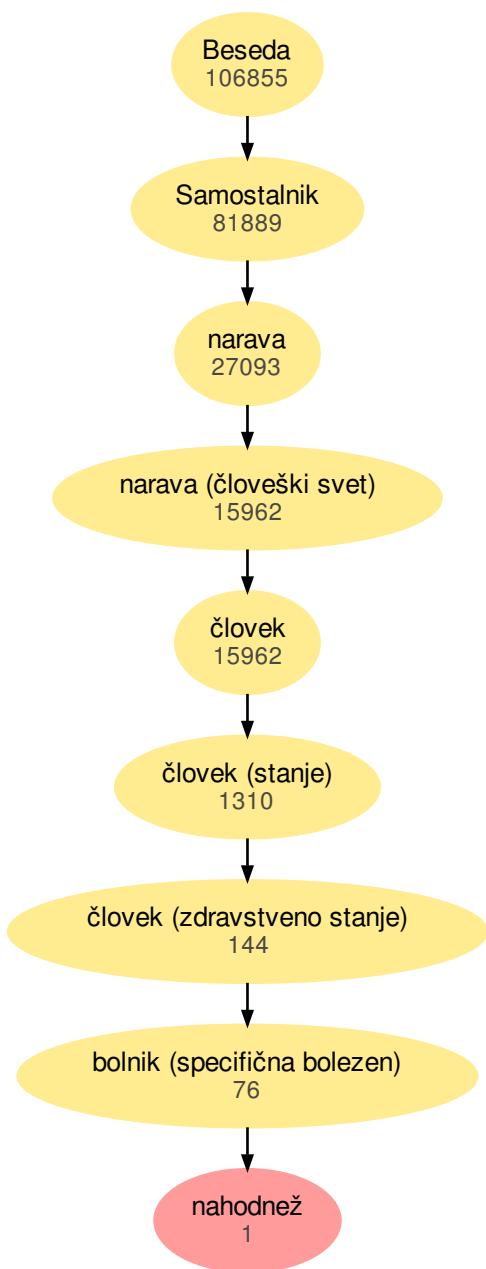 Beseda
106855
Samostalnik
81889
narava
27093
narava (človeški svet)
15962
človek
15962
človek (stanje)
1310
človek (zdravstveno stanje)
144
bolnik (specifična bolezen)
76
nahodnež
1